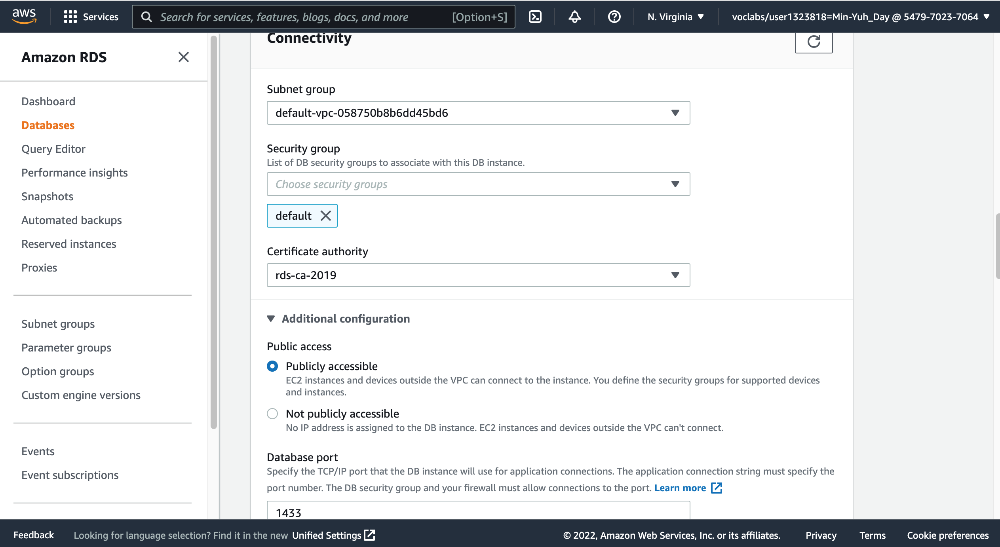 aws
Services
Search for services, features, blogs, docs, and more [Option+S]
N. Virginia
voclabs/user1323818=Min-Yuh_Day @ 5479-7023-7064
Amazon RDS
Dashboard
Databases
Query Editor
Performance insights
Snapshots
Automated backups
Reserved instances
Proxies
Subnet groups
Parameter groups
Option groups
Custom engine versions
Events
Event subscriptions
Connectivity
Subnet group
default-vpc-058750b8b6dd45bd6
Security group
List of DB security groups to associate with this DB instance.
Choose security groups
default
Certificate authority
rds-ca-2019
Additional configuration
Public access
Publicly accessible
EC2 instances and devices outside the VPC can connect to the instance. You define the security groups for supported devices
and instances.
Not publicly accessible
No IP address is assigned to the DB instance. EC2 instances and devices outside the VPC can't connect.
Database port
Specify the TCP/IP port that the DB instance will use for application connections. The application connection string must specify the
port number. The DB security group and your firewall must allow connections to the port. Learn more
1433
Feedback
Looking for language selection? Find it in the new Unified Settings
© 2022, Amazon Web Services, Inc. or its affiliates.
Privacy
Terms
Cookie preferences